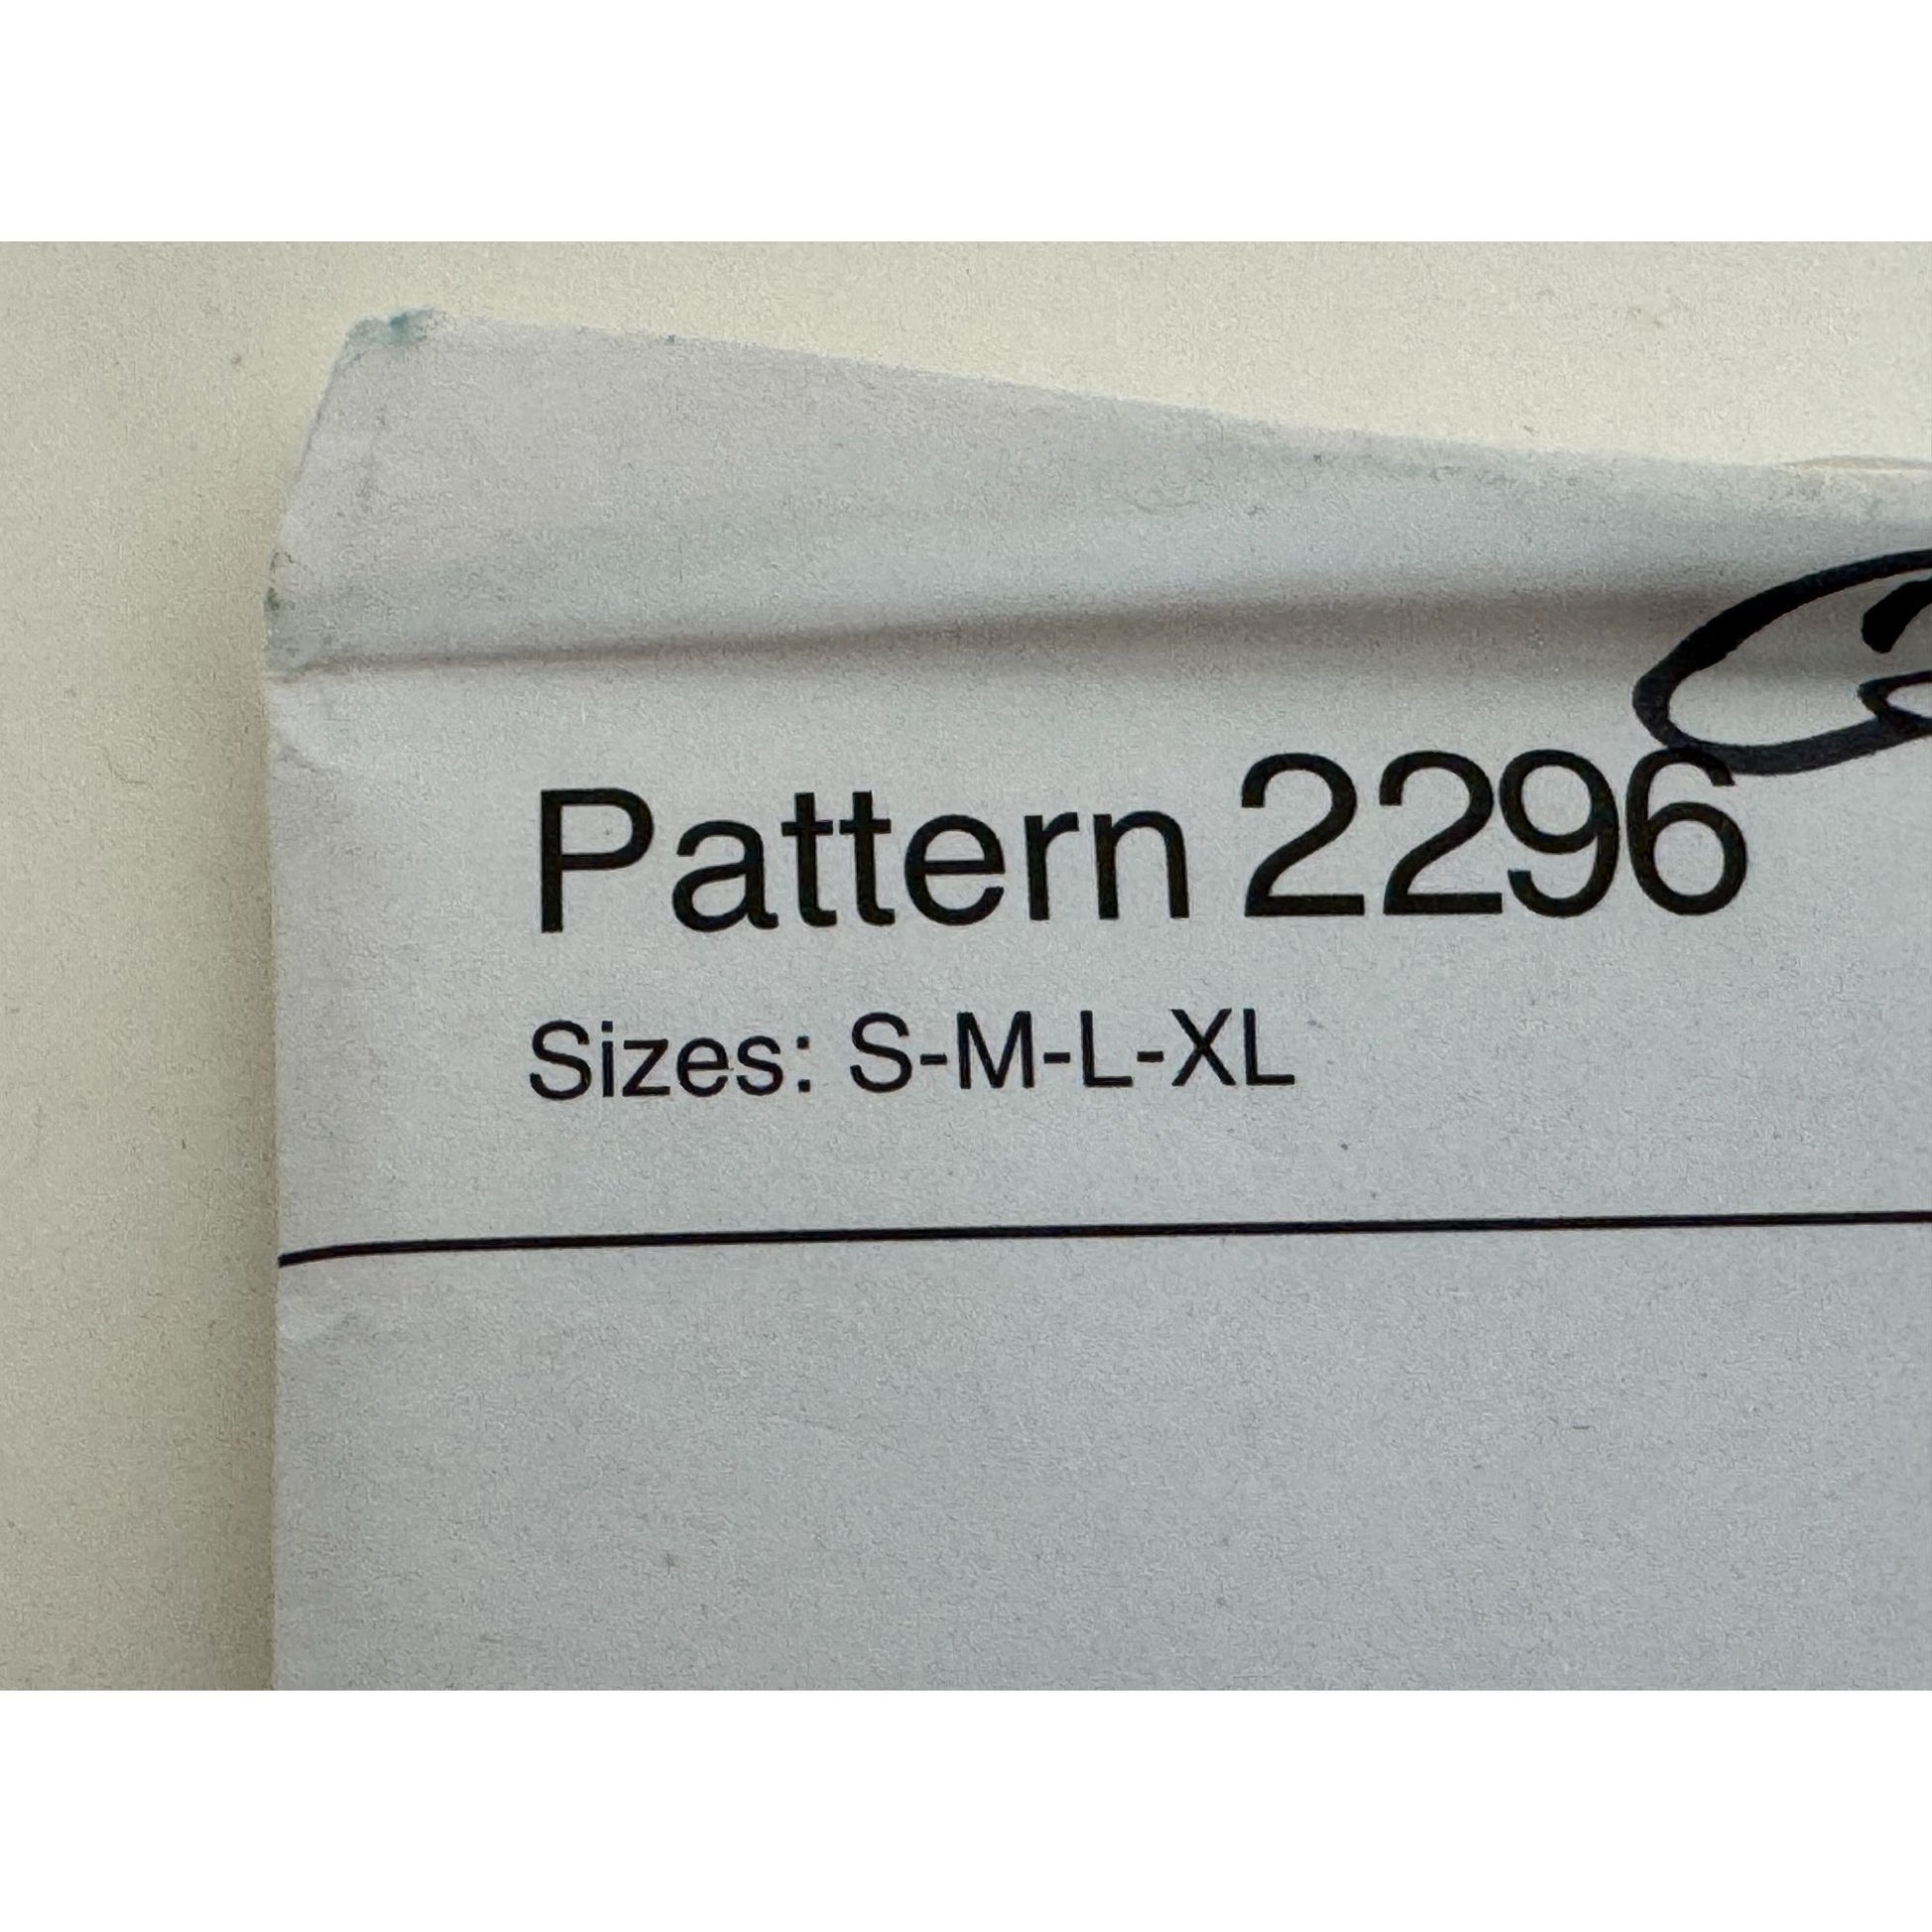 Pattern 2296
Sizes: S-M-L-XL